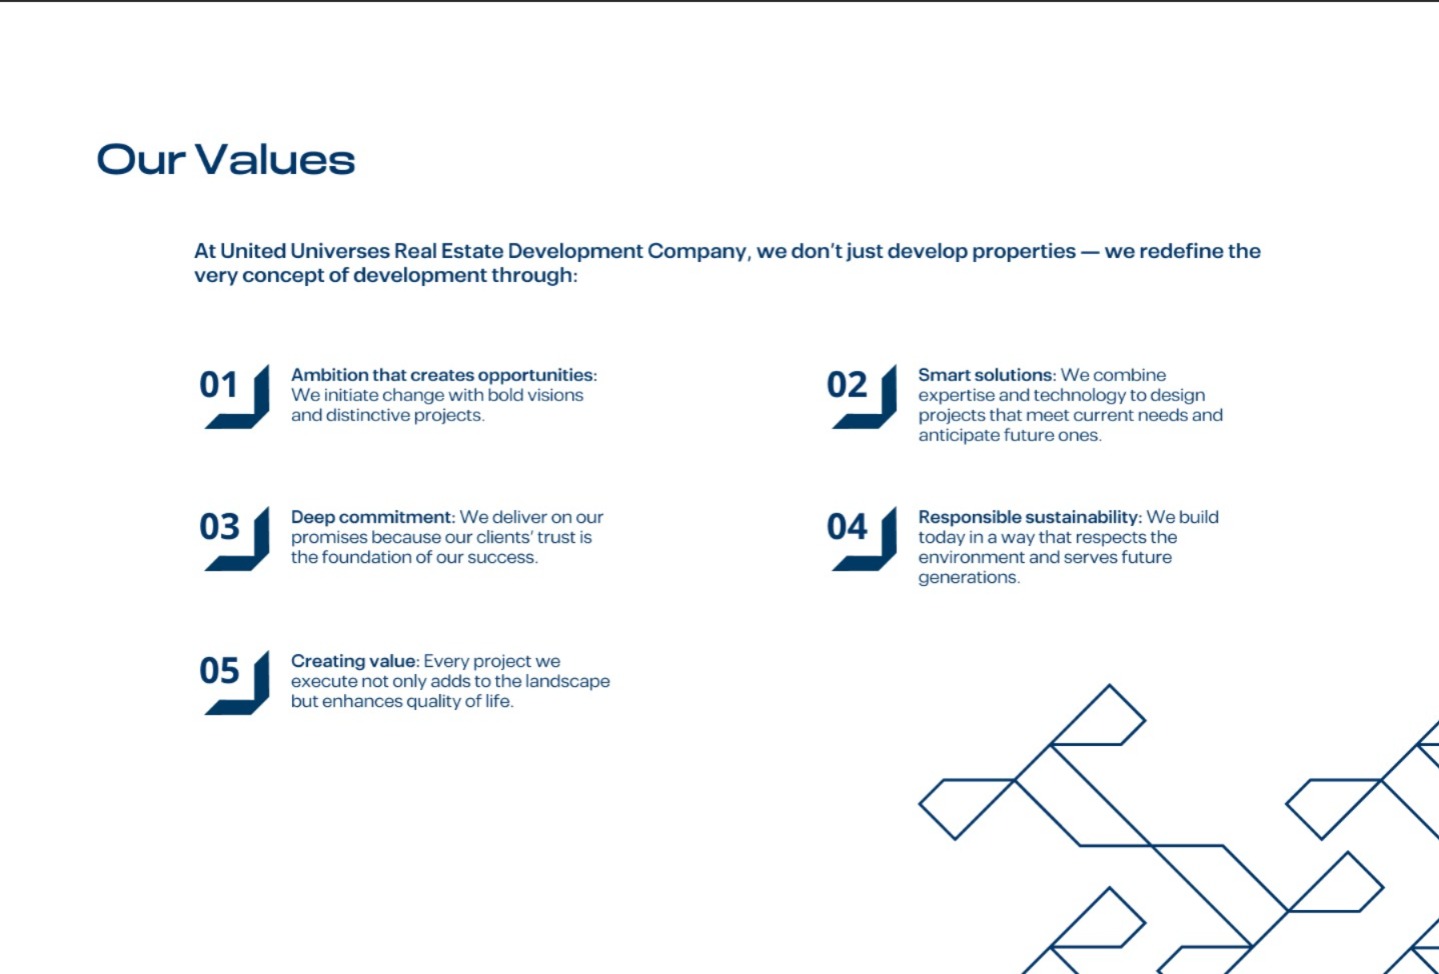 Our Values
At United Universes Real Estate Development Company, we don't just develop properties — we redefine the
very concept of development through:
01
Ambition that creates opportunities:
We initiate change with bold visions
and distinctive projects.
02
Smart solutions: We combine
expertise and technology to design
projects that meet current needs and
anticipate future ones.
03
Deep commitment: We deliver on our
promises because our clients' trust is
the foundation of our success.
04
Responsible sustainability: We build
today in a way that respects the
environment and serves future
generations.
05
Creating value: Every project we
execute not only adds to the landscape
but enhances quality of life.